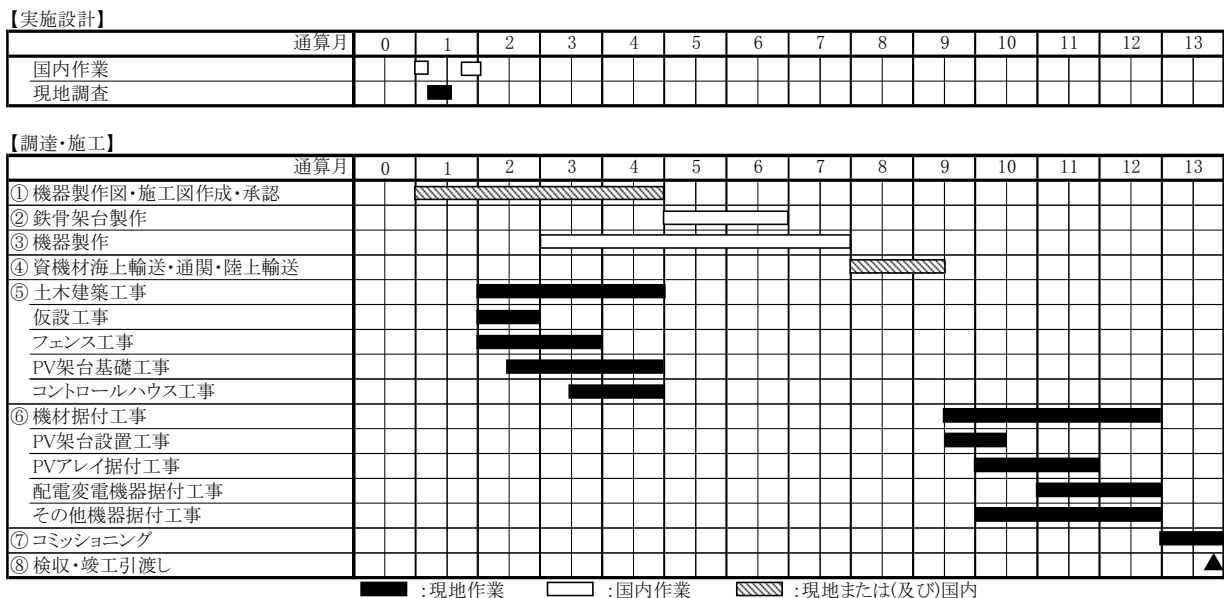 【実施設計】
通算月 0 1 2 3 4 5 6 7 8 9 10 11 12 13
国内作業
現地調査
【調達・施工】
通算月 0 1 2 3 4 5 6 7 8 9 10 11 12 13
①機器製作図・施工図作成・承認
②鉄骨架台製作
③機器製作
④資機材海上輸送・通関・陸上輸送
⑤土木建築工事
仮設工事
フェンス工事
PV架台基礎工事
コントロールハウス工事
⑥機材据付工事
PV架台設置工事
PVアレイ据付工事
配電変電機器据付工事
その他機器据付工事
⑦コミッショニング
⑧検収・竣工引渡し
:現地作業 :国内作業 :現地または(及び)国内